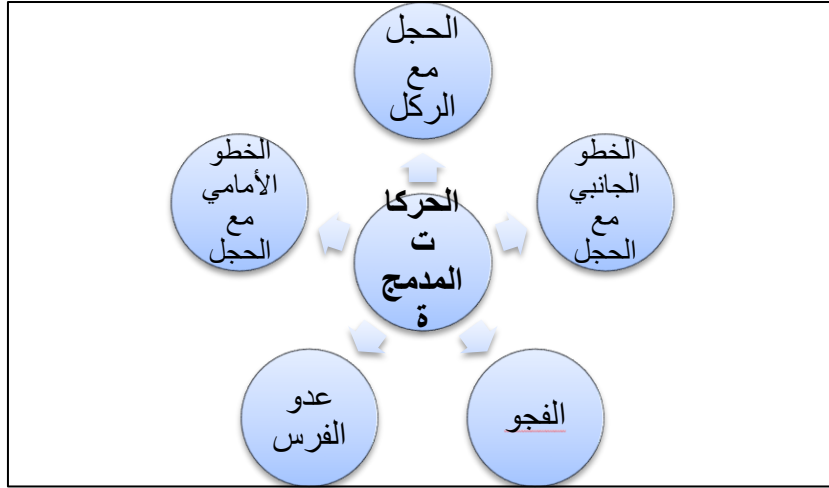 الحجل
مع
الركل
الخطو
الجانبي
مع
الحجل
الفجو
عدو
الفرس
الخطو
الأمامي
مع
الحجل
الحركا
ت
المدمج
ة